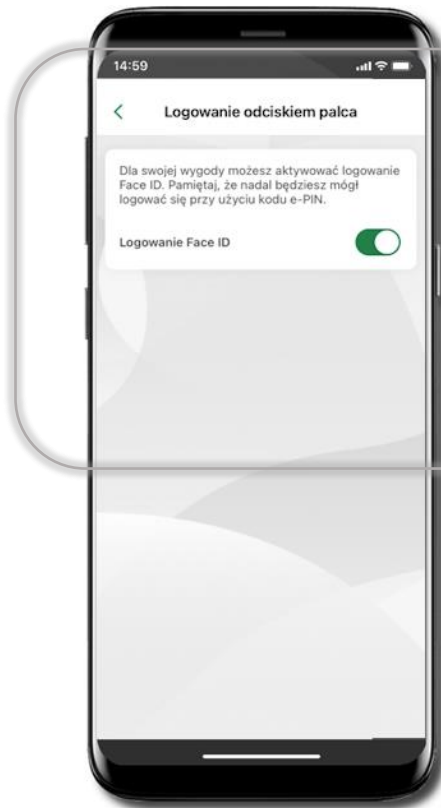 14:59
Logowanie odciskiem palca
Dla swojej wygody możesz aktywować logowanie
Face ID. Pamiętaj, że nadal będziesz mógł
logować się przy użyciu kodu e-PIN.
Logowanie Face ID